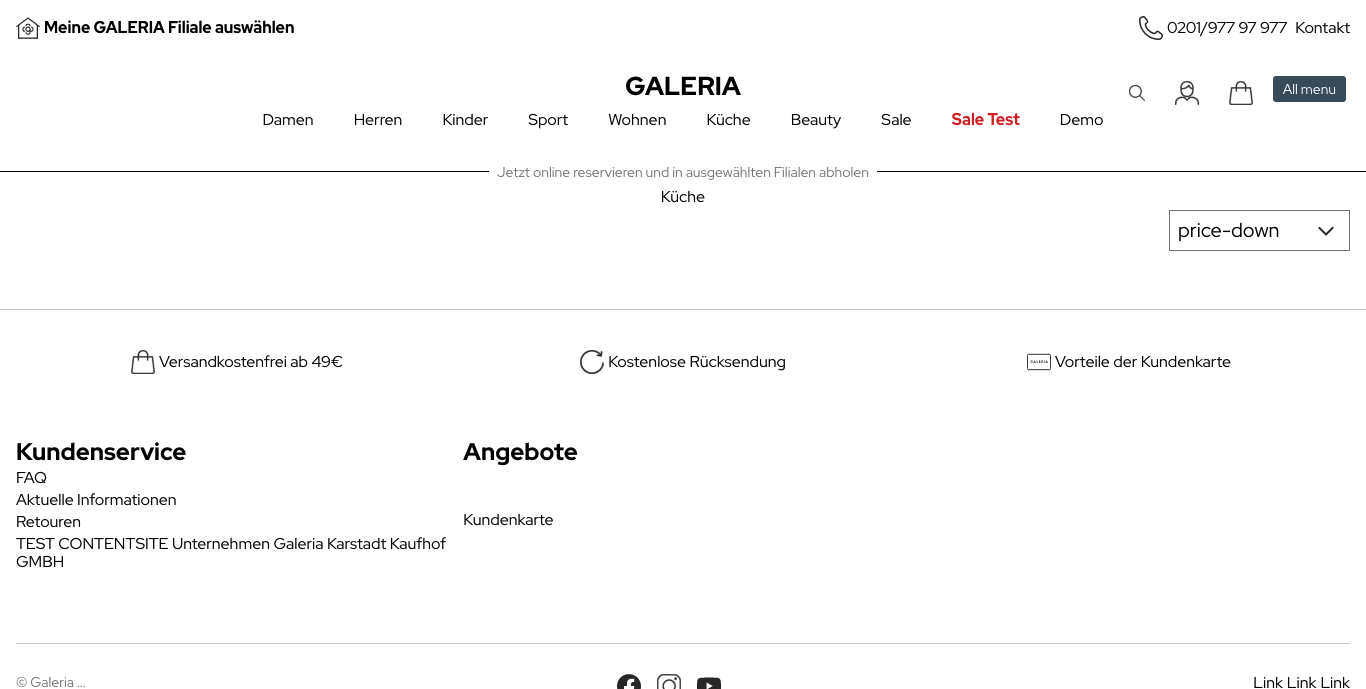 Meine GALERIA Filiale auswählen
0201/977 97 977 Kontakt
GALERIA
All menu
Damen Herren Kinder Sport Wohnen Küche Beauty Sale Sale Test Demo
Jetzt online reservieren und in ausgewählten Filialen abholen
Küche
price-down
Versandkostenfrei ab 49€
Kostenlose Rücksendung
GALERIA
Vorteile der Kundenkarte
Kundenservice
FAQ
Aktuelle Informationen
Retouren
TEST CONTENTSITE Unternehmen Galeria Karstadt Kaufhof
GMBH
Angebote
Kundenkarte
© Galeria ...
Link Link Link